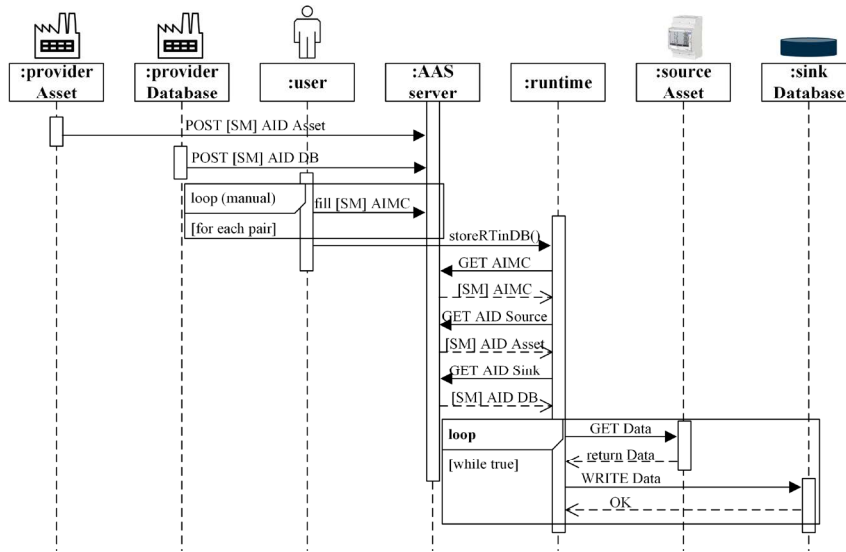 :provider
Asset
:provider
Database
:user
:AAS
server
:runtime
:source
Asset
:sink
Database
POST [SM] AID Asset
POST [SM] AID DB
loop (manual)
fill [SM] AIMC
[for each pair]
storeRTinDB()
GET AIMC
[SM] AIMC
GET AID Source
[SM] AID Asset
GET AID Sink
[SM] AID DB
loop
GET Data
[while true]
return Data
WRITE Data
OK